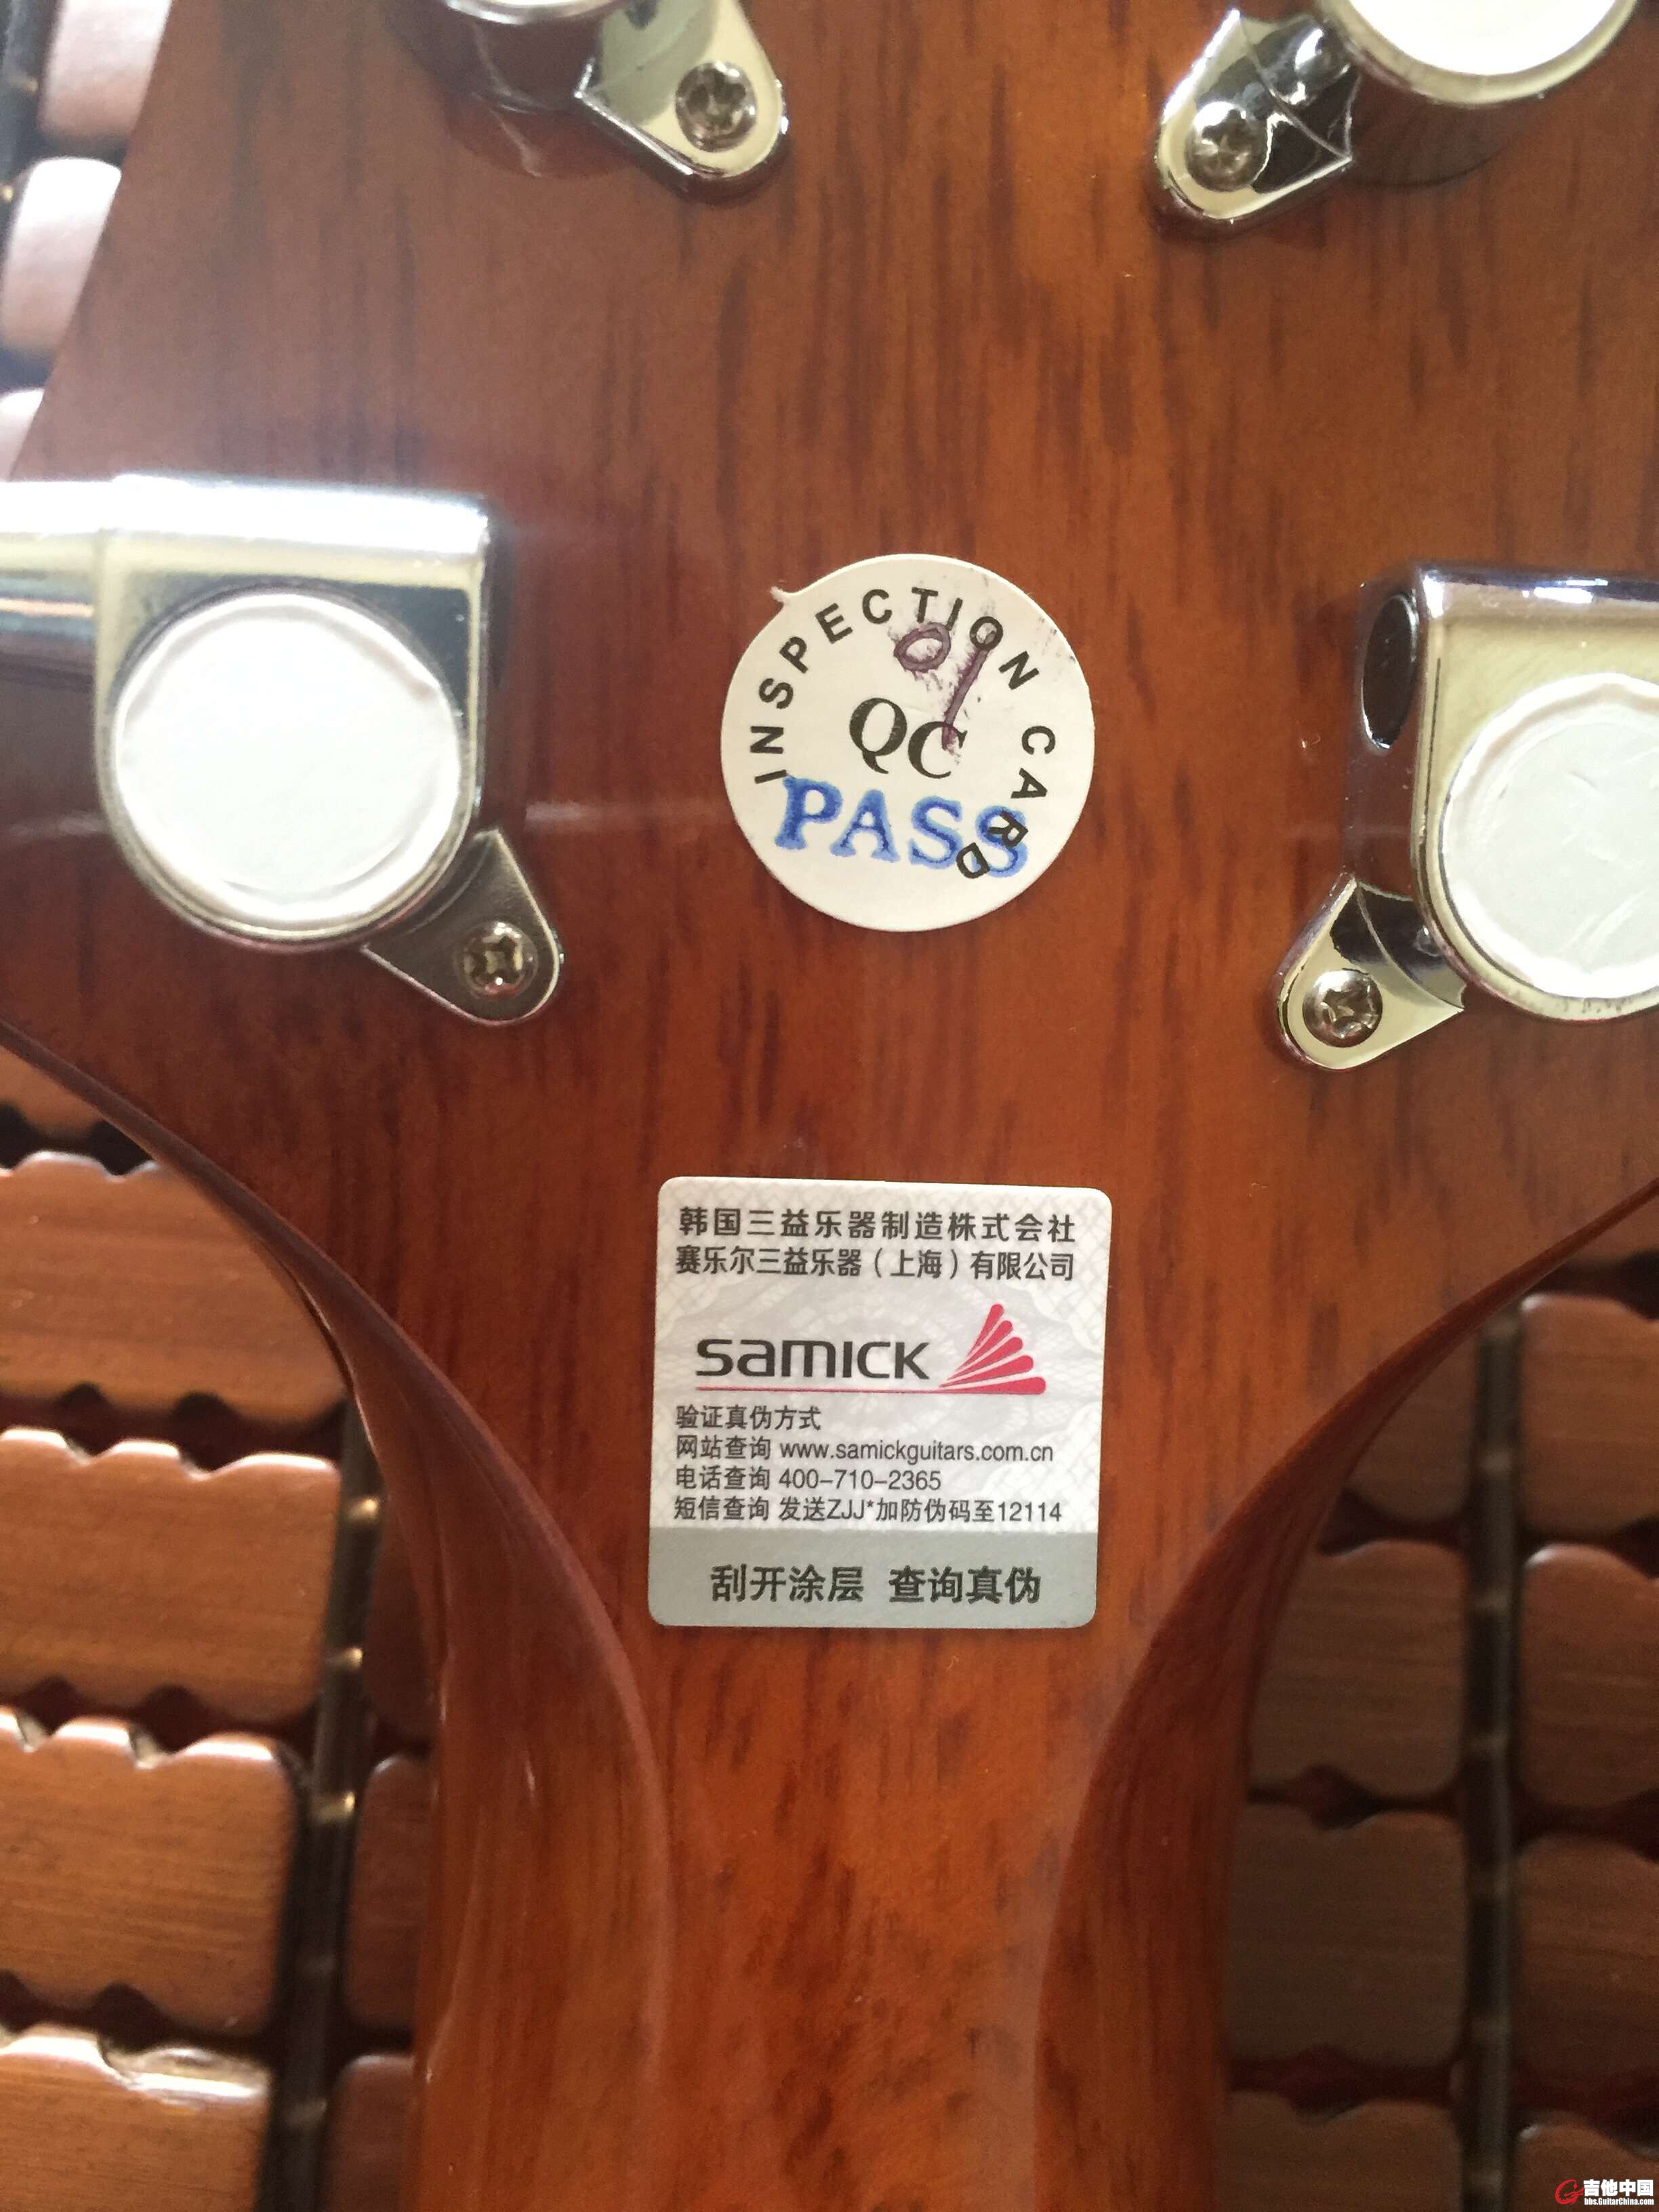 INSPECTION CARD
01
QC
PASS
韩国三益乐器制造株式会社
赛乐尔三益乐器（上海）有限公司
samick
验证真伪方式
网站查询 www.samickguitars.com.cn
电话查询 400-710-2365
短信查询 发送ZJJ*加防伪码至12114
刮开涂层 查询真伪
吉他中国
bbs.GuitarChina.com